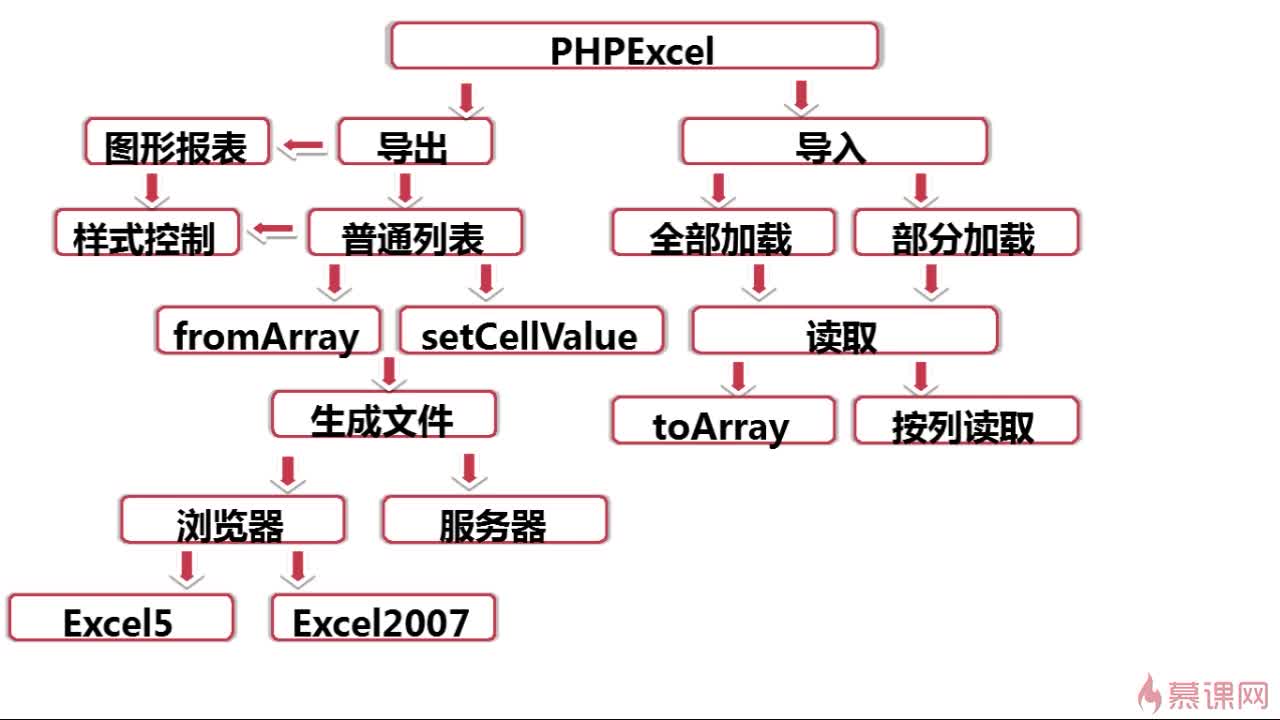 PHPExcel
图形报表
导出
导入
样式控制
普通列表
全部加载
部分加载
fromArray
setCellValue
读取
生成文件
toArray
按列读取
浏览器
服务器
Excel5
Excel2007
慕课网